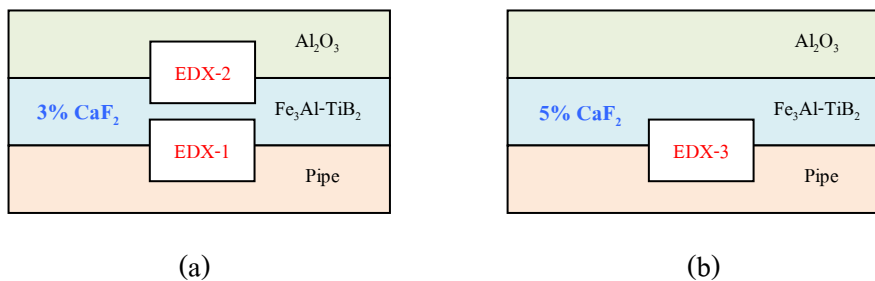 Al₂O₃
EDX-2
3% CaF₂
Fe₃Al-TiB₂
EDX-1
Pipe
(a)
Al₂O₃
5% CaF₂
Fe₃Al-TiB₂
EDX-3
Pipe
(b)